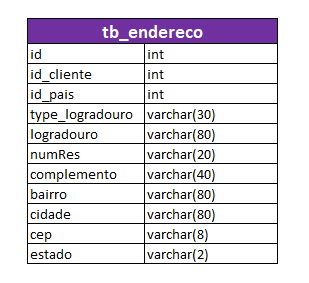 tb_endereco
id int
id_cliente int
id_pais int
type_logradouro varchar(30)
logradouro varchar(80)
numRes varchar(20)
complemento varchar(40)
bairro varchar(80)
cidade varchar(80)
cep varchar(8)
estado varchar(2)